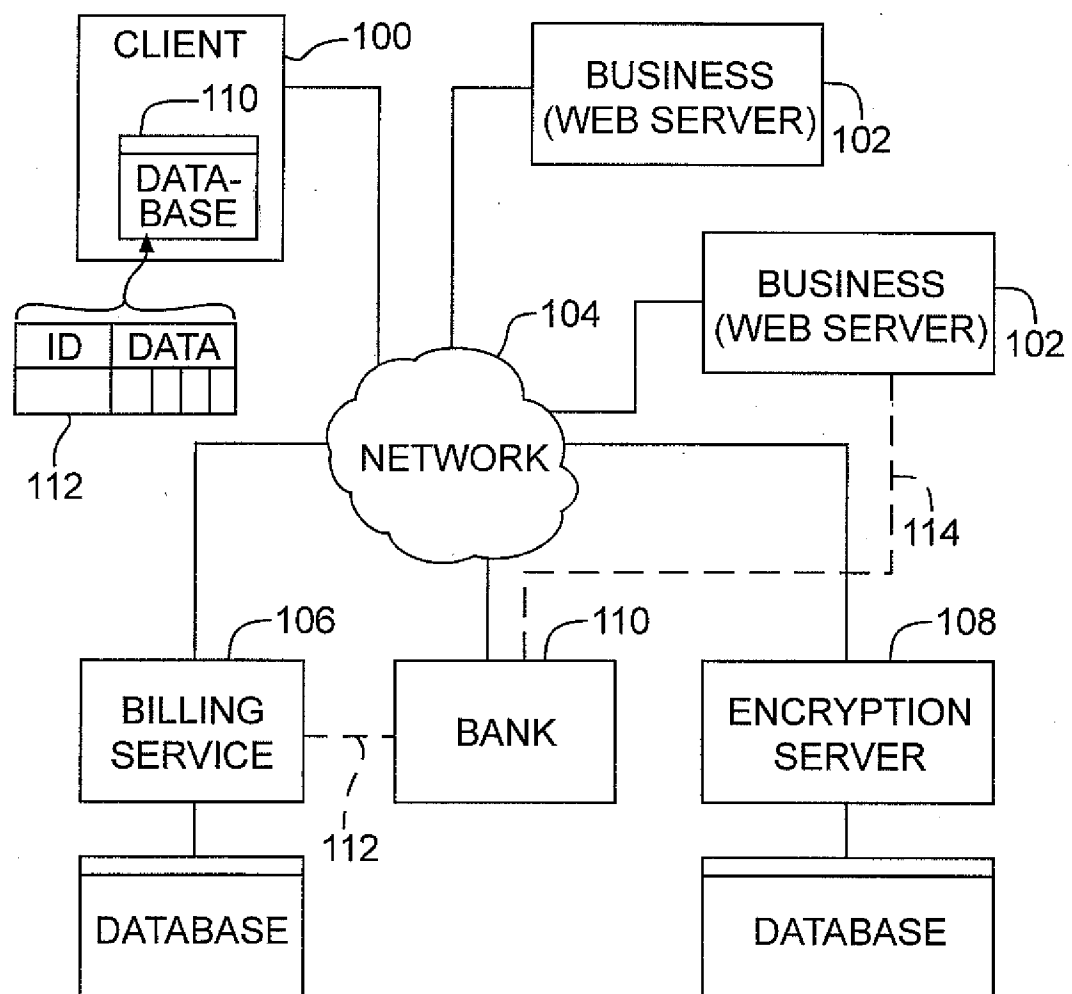 CLIENT
100
110
DATA-
BASE
ID DATA
112
BUSINESS
(WEB SERVER)
102
BUSINESS
(WEB SERVER)
102
104
NETWORK
114
106
BILLING
SERVICE
112
110
BANK
108
ENCRYPTION
SERVER
DATABASE
DATABASE